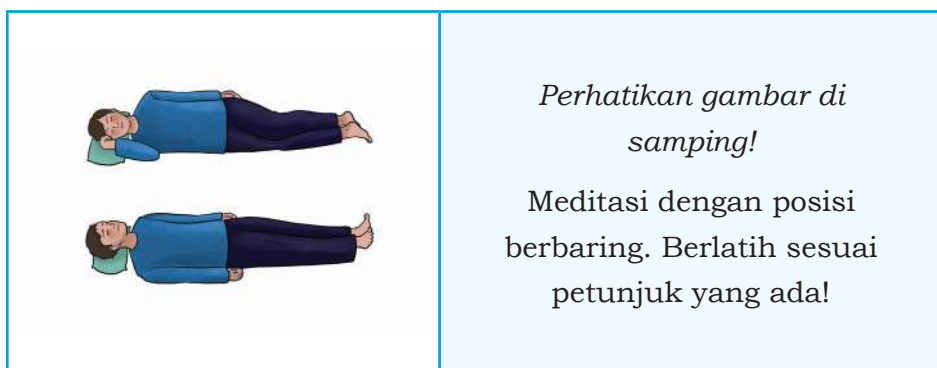 Perhatikan gambar di
samping!
Meditasi dengan posisi
berbaring. Berlatih sesuai
petunjuk yang ada!